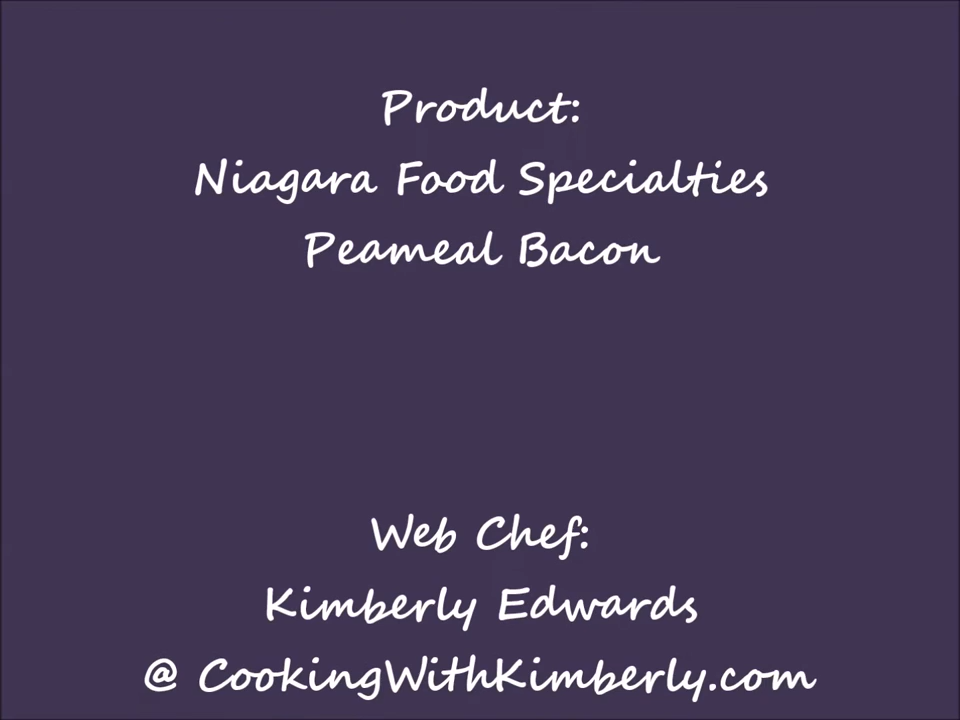 Product:
Niagara Food Specialties
Peameal Bacon
Web Chef:
Kimberly Edwards
@ CookingWithKimberly.com